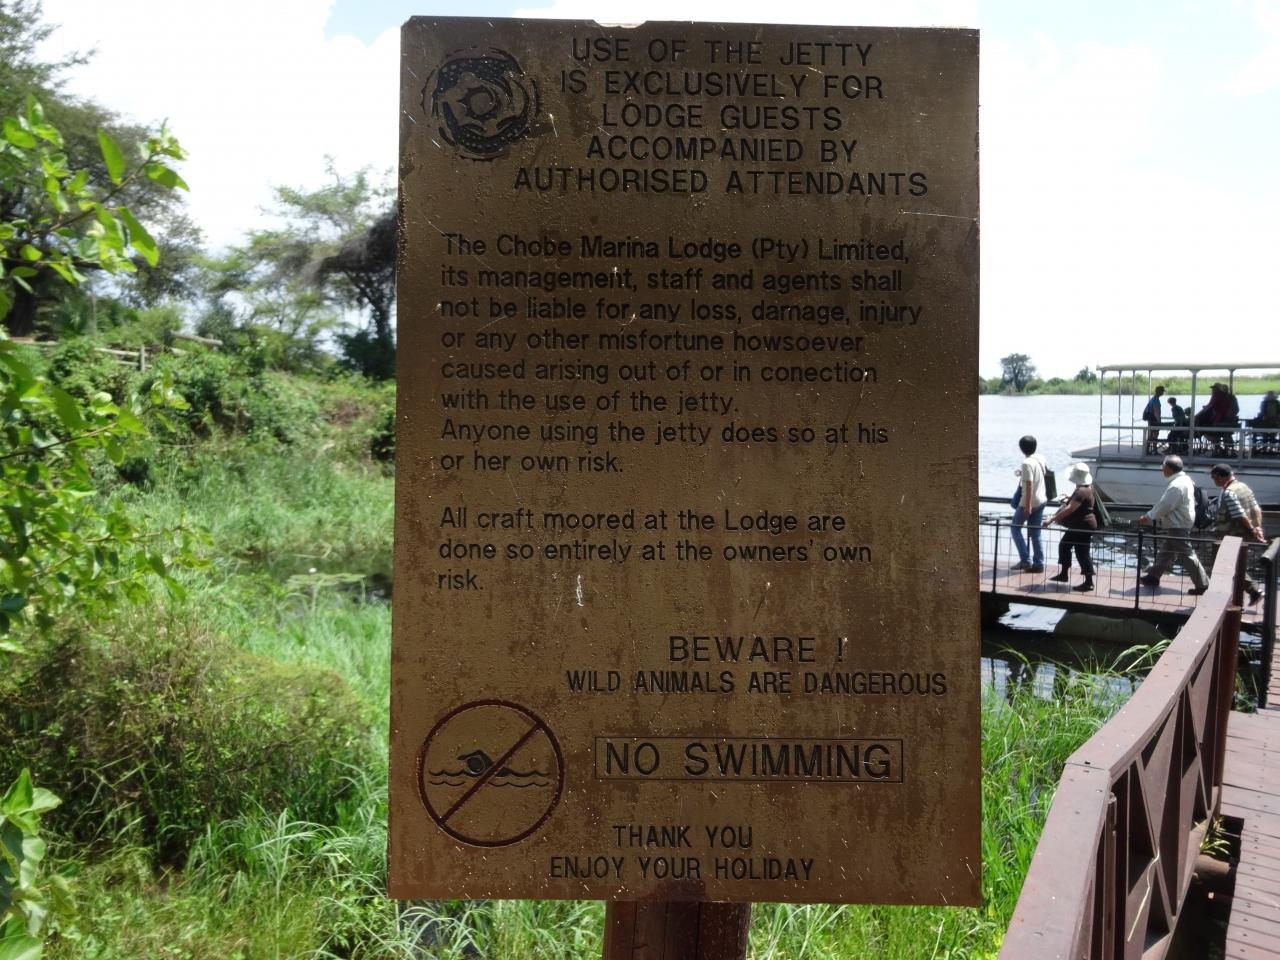 USE OF THE JETTY
IS EXCLUSIVELY FOR
LODGE GUESTS
ACCOMPANIED BY
AUTHORISED ATTENDANTS
The Chobe Marina Lodge (Pty) Limited,
its management, staff and agents shall
not be liable for any loss, damage, injury
or any other misfortune howsoever
caused arising out of or in conection
with the use of the jetty.
Anyone using the jetty does so at his
or her own risk.
All craft moored at the Lodge are
done so entirely at the owners' own
risk.
BEWARE !
WILD ANIMALS ARE DANGEROUS
NO SWIMMING
THANK YOU
ENJOY YOUR HOLIDAY